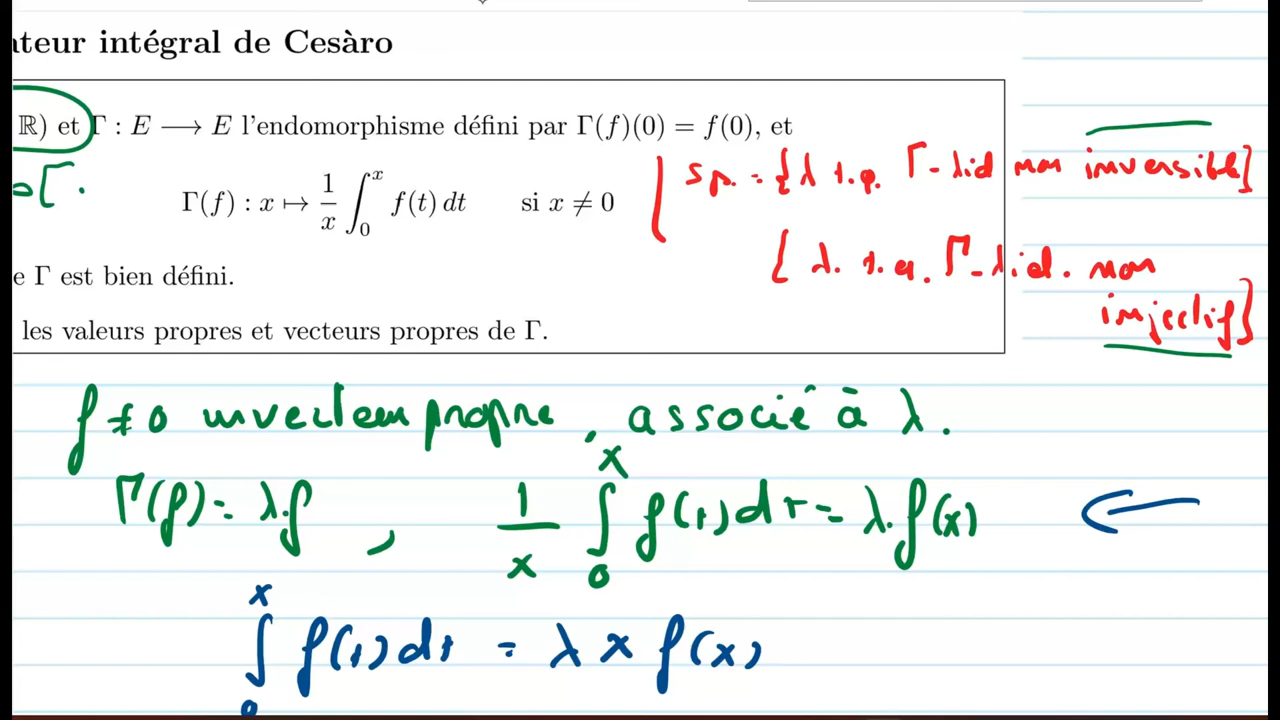 ateur intégral de Cesàro
ℝ) et Γ : E ⟶ E l'endomorphisme défini par Γ(f)(0) = f(0), et
o[.
Γ(f) : x ↦ 1/x ∫₀ˣ f(t) dt si x ≠ 0
sp. = {λ t.q. Γ-λid non inversible}
{λ. t.q. Γ-λid. non
injectif}
e Γ est bien défini.
les valeurs propres et vecteurs propres de Γ.
f ≠ 0 un vecteur propre, associé à λ.
Γ(f) = λ.f , 1/x ∫₀ˣ f(t)dt = λ.f(x) ⟵
∫₀ˣ f(t)dt = λ x f(x)